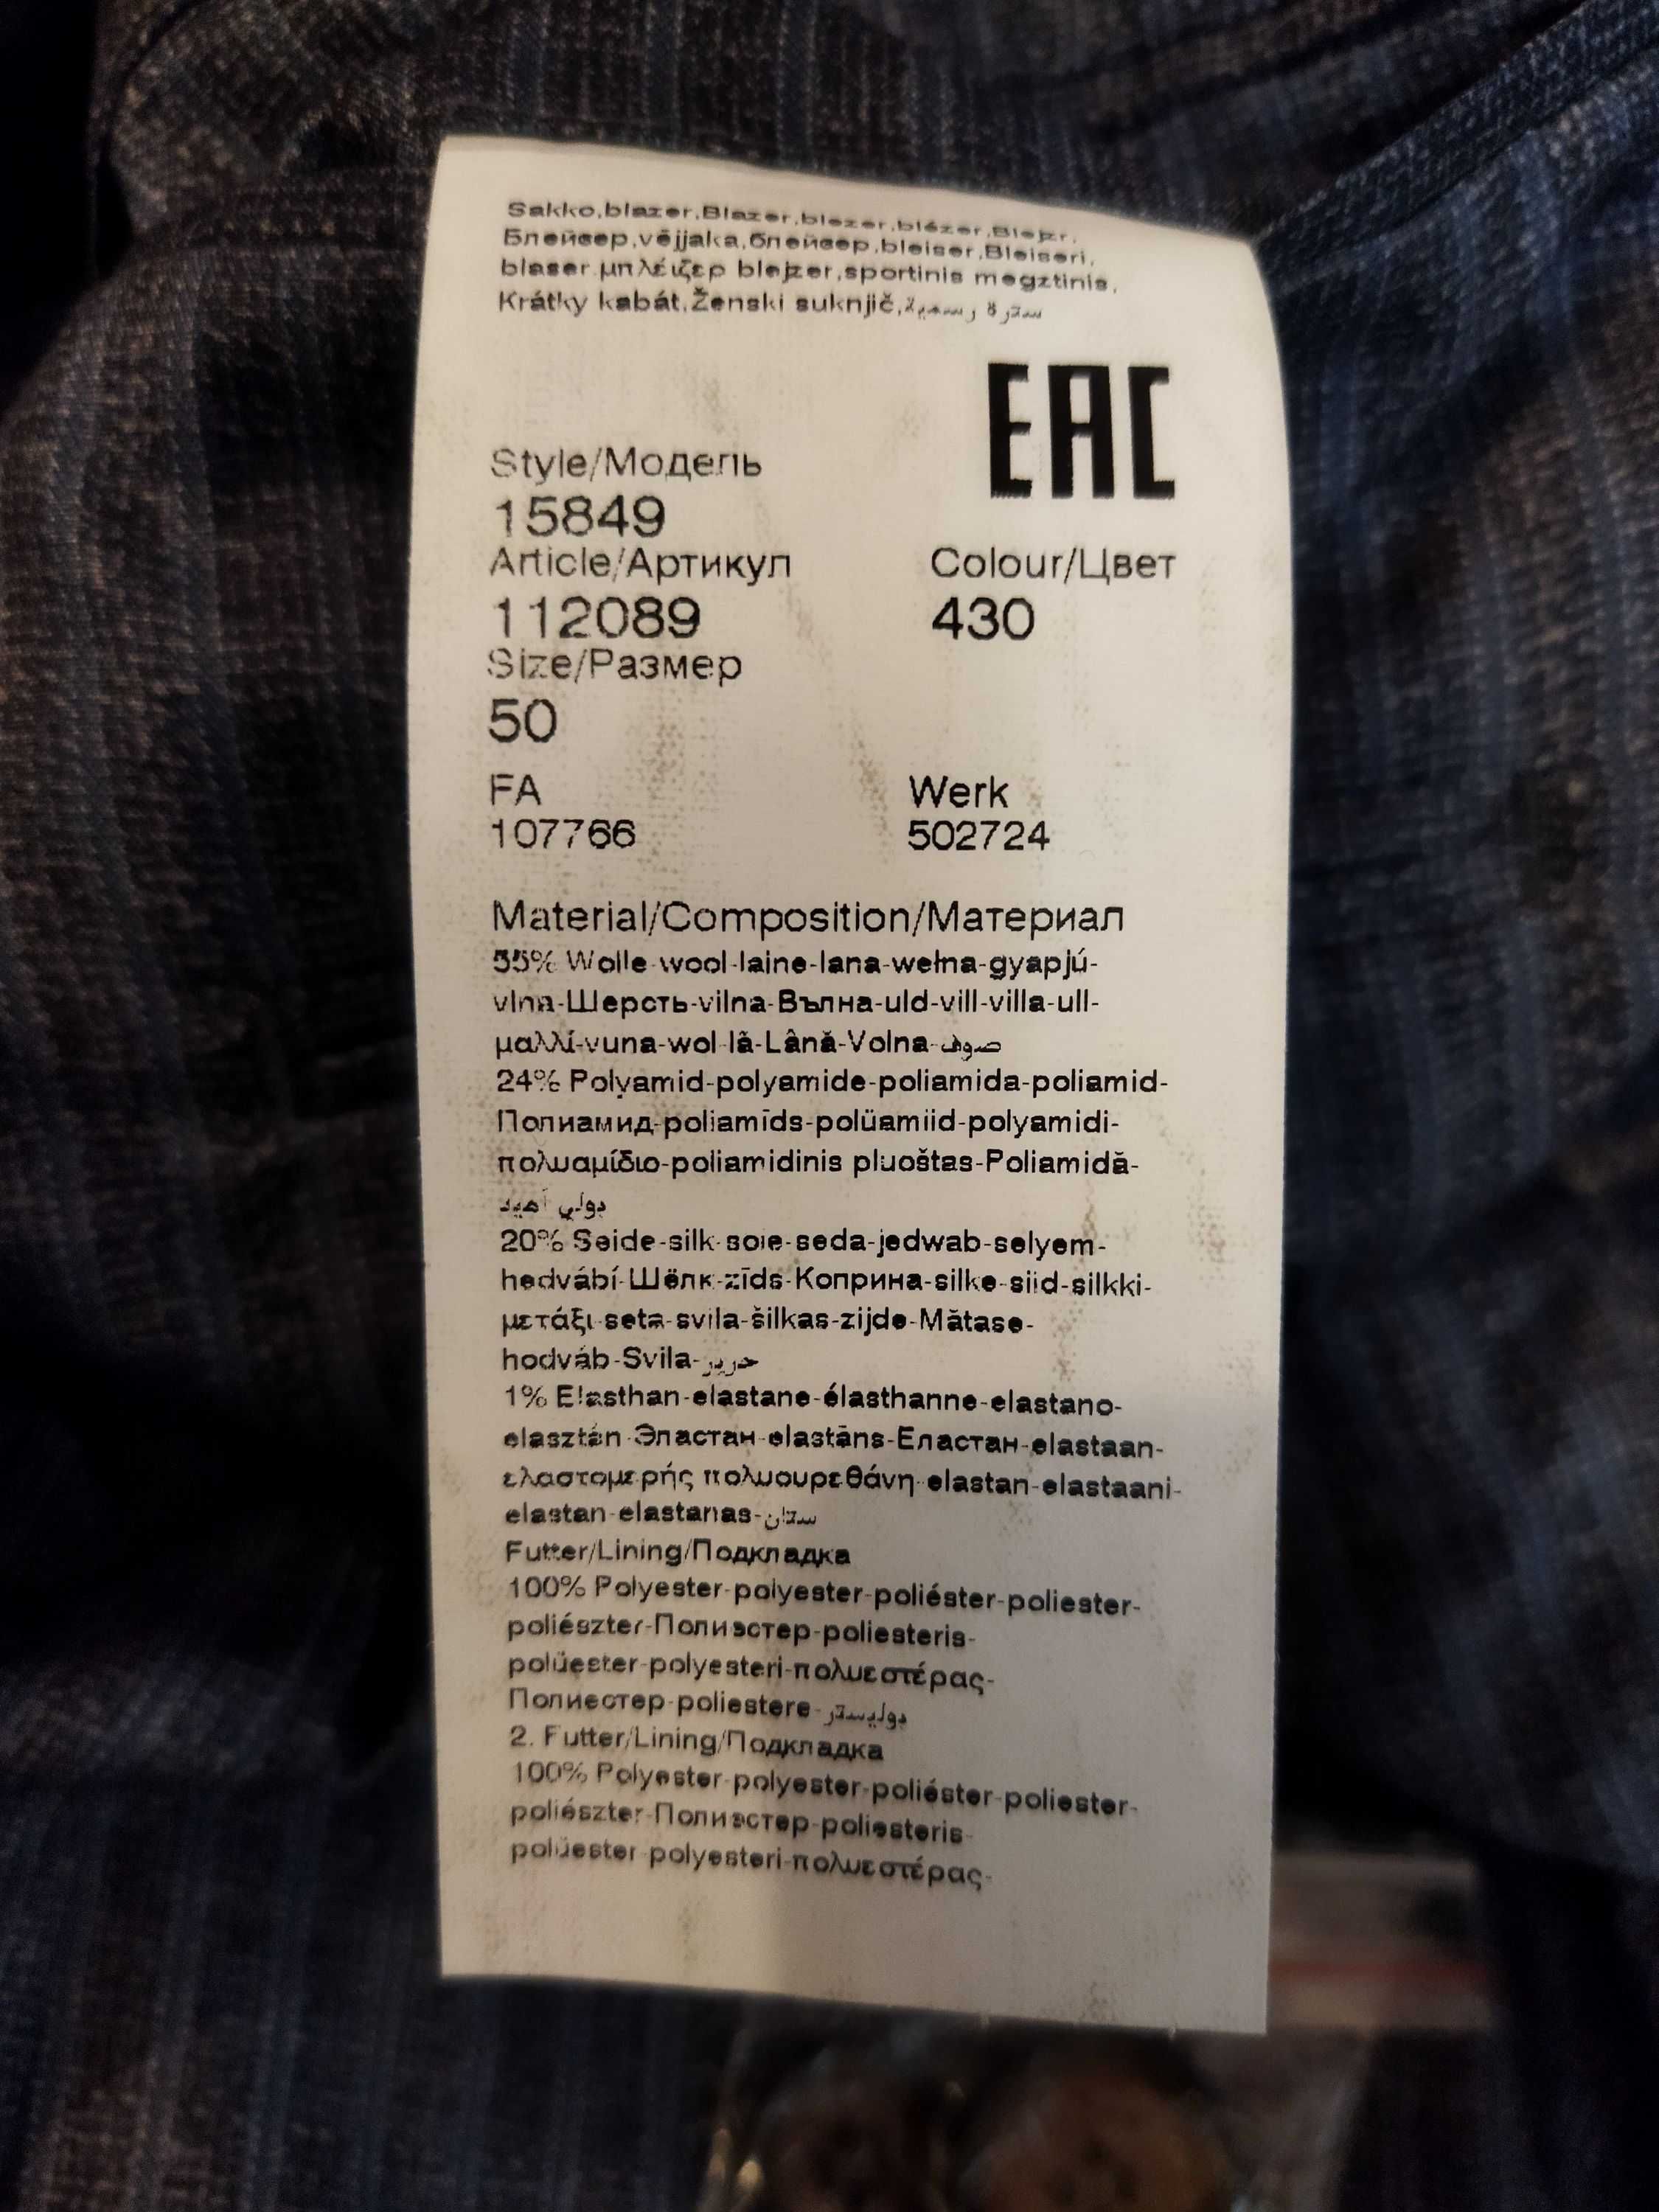 Sakko,blazer,Blazer,blezer,blézer,Blejzr,
Блейзер,vējjaka,блейзер,bleiser,Bleiseri,
blaser.μπλέιζερ blejzer,sportinis megztinis,
Krátky kabát,Ženski suknjič,سترة رسمية
EAC
Style/Модель
15849
Article/Артикул
Colour/Цвет
112089
430
Size/Размер
50
FA
Werk
107766
502724
Material/Composition/Материал
55% Wolle-wool-laine-lana-wełna-gyapjú-
vlna-Шерсть-vilna-Вълна-uld-vill-villa-ull-
μαλλί-vuna-wol-lã-Lână-Volna-صوف
24% Polyamid-polyamide-poliamida-poliamid-
Полиамид-poliamīds-polüamiid-polyamidi-
πολυαμίδιο-poliamidinis pluoštas-Poliamidă-
بولي أميد
20% Seide-silk-soie-seda-jedwab-selyem-
hedvábí-Шёлк-zīds-Коприна-silke-siid-silkki-
μετάξι-seta-svila-šilkas-zijde-Mătase-
hodváb-Svila-حرير
1% Elasthan-elastane-élasthanne-elastano-
elasztán-Эластан-elastāns-Еластан-elastaan-
ελαστομερής πολυουρεθάνη-elastan-elastaani-
elastan-elastanas-ستان
Futter/Lining/Подкладка
100% Polyester-polyester-poliéster-poliester-
poliészter-Полиэстер-poliesteris-
polüester-polyesteri-πολυεστέρας-
Полиестер-poliestere-بوليستر
2. Futter/Lining/Подкладка
100% Polyester-polyester-poliéster-poliester-
poliészter-Полиэстер-poliesteris-
polüester-polyesteri-πολυεστέρας-